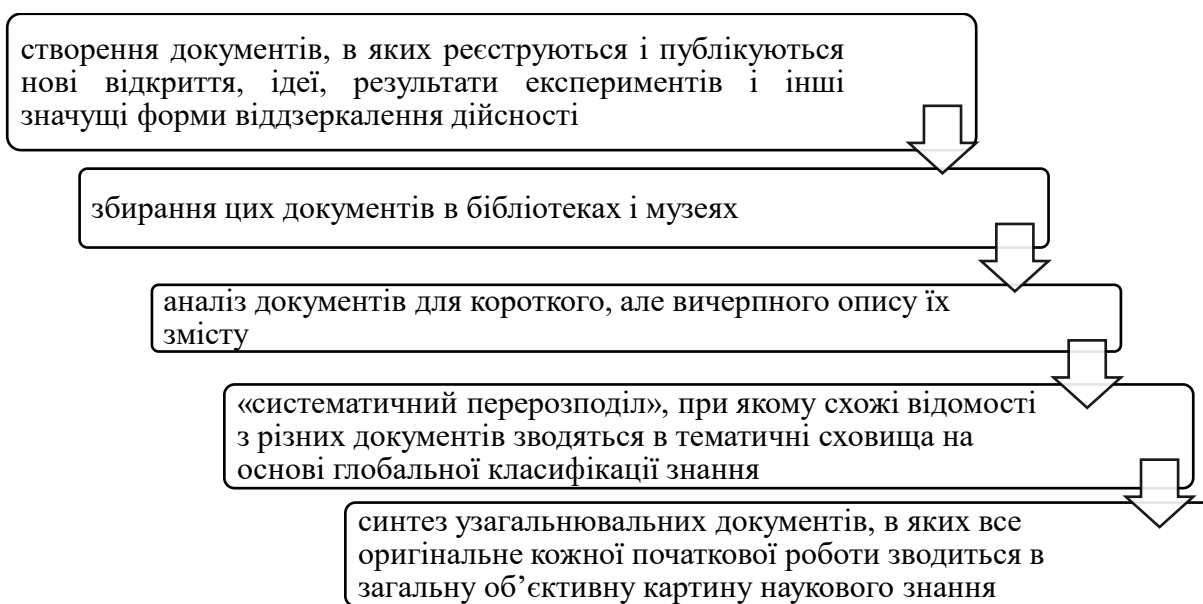 створення документів, в яких реєструються і публікуються
нові відкриття, ідеї, результати експериментів і інші
значущі форми віддзеркалення дійсності
збирання цих документів в бібліотеках і музеях
аналіз документів для короткого, але вичерпного опису їх
змісту
«систематичний перерозподіл», при якому схожі відомості
з різних документів зводяться в тематичні сховища на
основі глобальної класифікації знання
синтез узагальнювальних документів, в яких все
оригінальне кожної початкової роботи зводиться в
загальну об’єктивну картину наукового знання